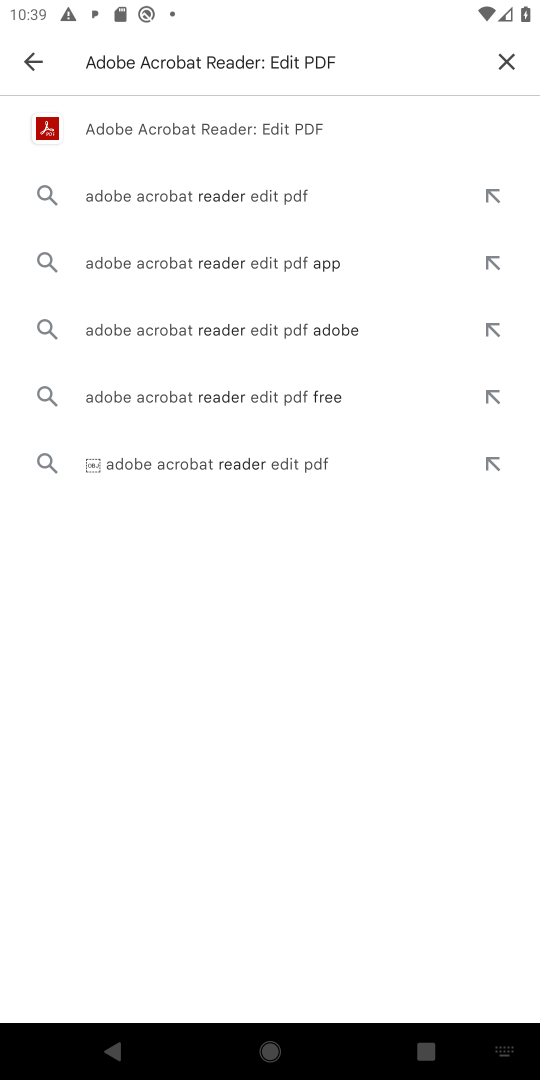 10:39
Adobe Acrobat Reader: Edit PDF
Adobe Acrobat Reader: Edit PDF
adobe acrobat reader edit pdf
adobe acrobat reader edit pdf app
adobe acrobat reader edit pdf adobe
adobe acrobat reader edit pdf free
adobe acrobat reader edit pdf